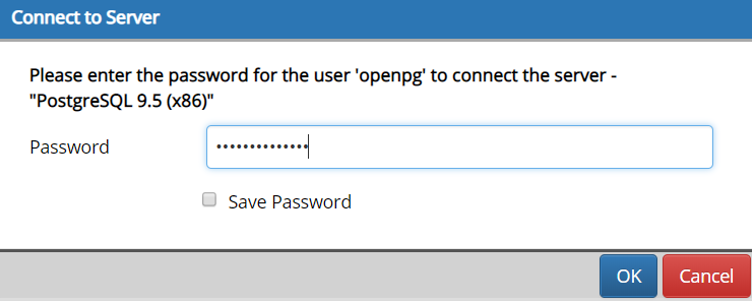 Connect to Server
Please enter the password for the user 'openpg' to connect the server -
"PostgreSQL 9.5 (x86)"
Password ••••••••••••••
Save Password
OK Cancel